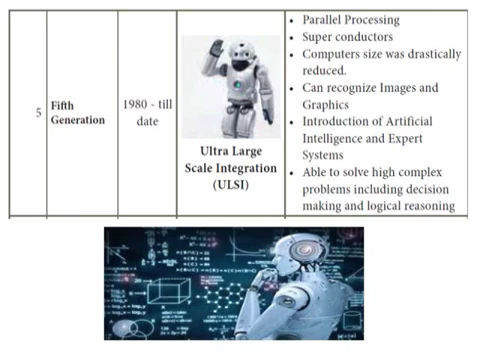 • Parallel Processing
• Super conductors
• Computers size was drastically
reduced.
• Can recognize Images and
Graphics
• Introduction of Artificial
Intelligence and Expert
Systems
• Able to solve high complex
problems including decision
making and logical reasoning
5
Fifth
Generation
1980 - till
date
Ultra Large
Scale Integration
(ULSI)